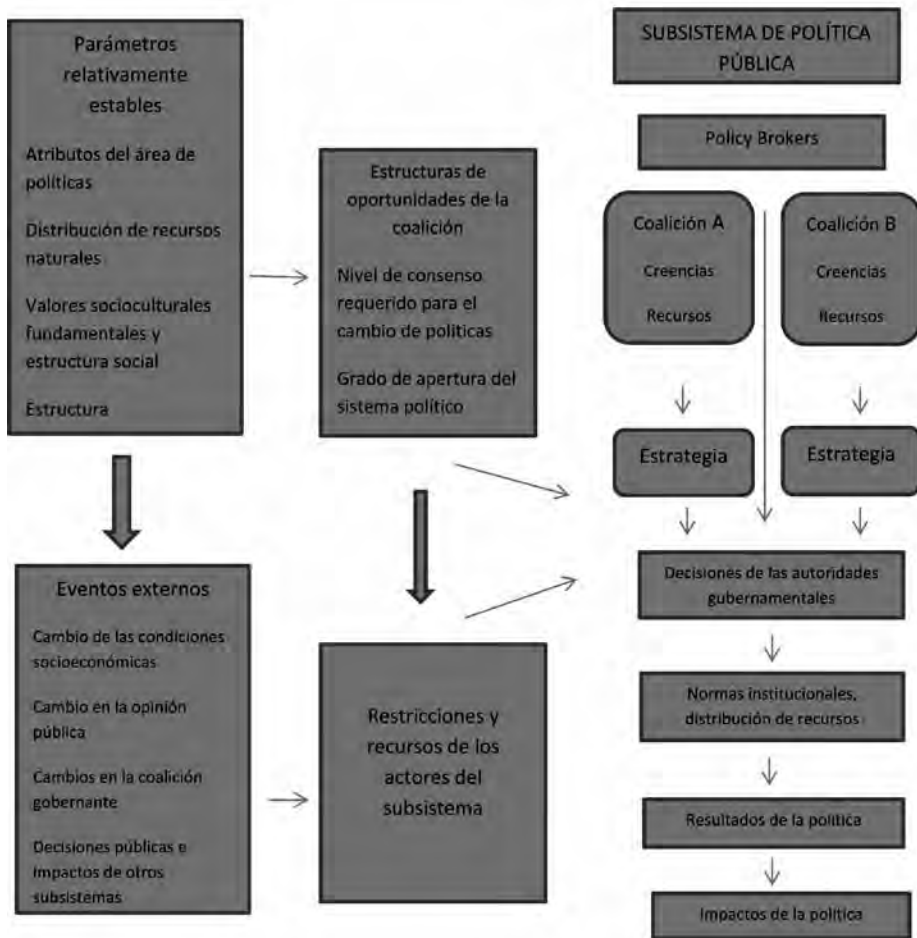 Parámetros
relativamente
estables
Atributos del área de
políticas
Distribución de recursos
naturales
Valores socioculturales
fundamentales y
estructura social
Estructura
Estructuras de
oportunidades de la
coalición
Nivel de consenso
requerido para el
cambio de políticas
Grado de apertura del
sistema político
Eventos externos
Cambio de las condiciones
socioeconómicas
Cambio en la opinión
pública
Cambios en la coalición
gobernante
Decisiones públicas e
impactos de otros
subsistemas
Restricciones y
recursos de los
actores del
subsistema
SUBSISTEMA DE POLÍTICA
PÚBLICA
Policy Brokers
Coalición A
Creencias
Recursos
Coalición B
Creencias
Recursos
Estrategia
Estrategia
Decisiones de las autoridades
gubernamentales
Normas institucionales,
distribución de recursos
Resultados de la política
Impactos de la política